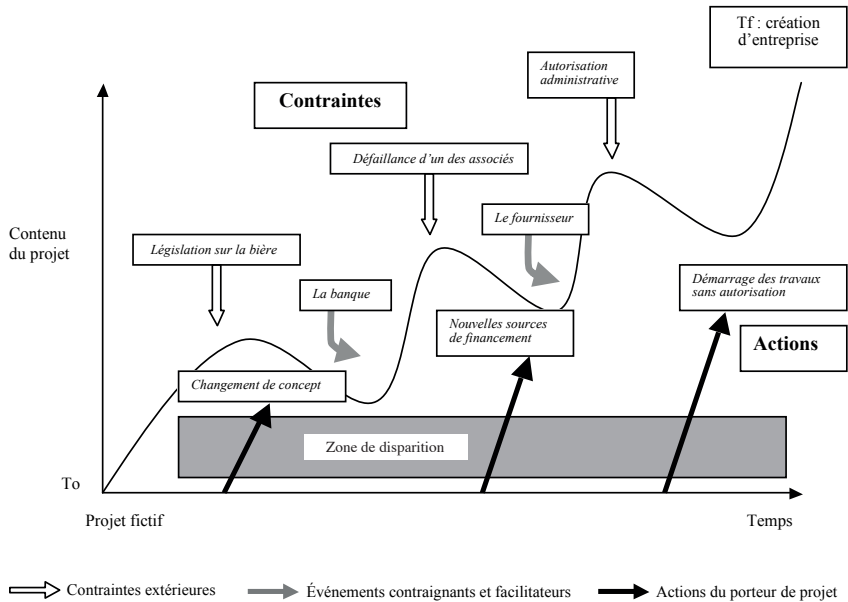 Tf : création
d’entreprise
Autorisation
administrative
Contraintes
Défaillance d’un des associés
Le fournisseur
Contenu
du projet
Législation sur la bière
La banque
Démarrage des travaux
sans autorisation
Nouvelles sources
de financement
Actions
Changement de concept
Zone de disparition
To
Projet fictif
Temps
Contraintes extérieures
Événements contraignants et facilitateurs
Actions du porteur de projet